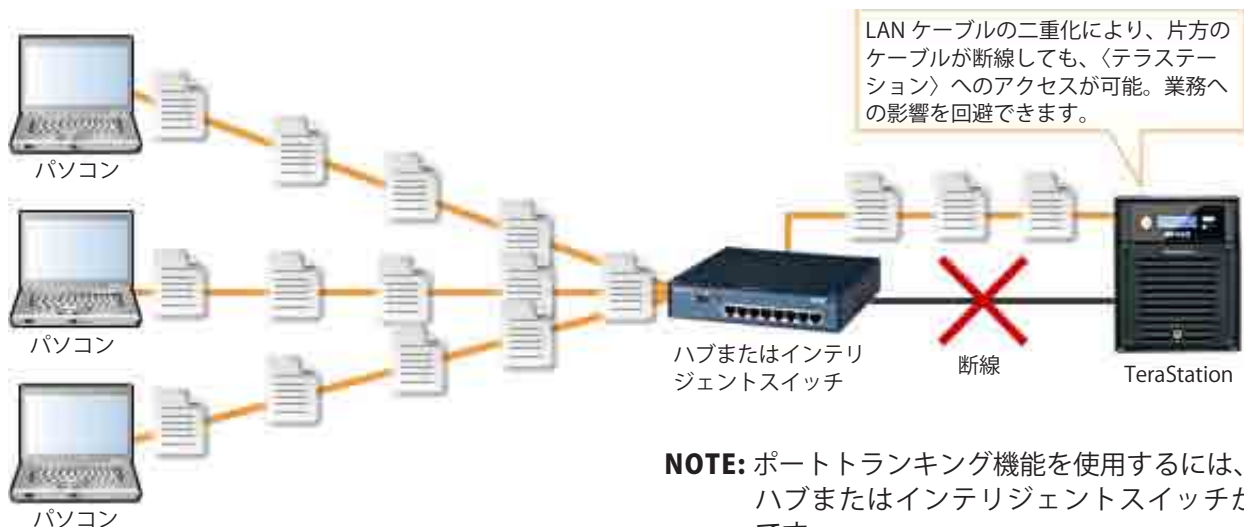 LAN ケーブルの二重化により、片方の
ケーブルが断線しても、〈テラステー
ション〉へのアクセスが可能。業務へ
の影響を回避できます。
パソコン
パソコン
パソコン
ハブまたはインテリ
ジェントスイッチ
断線
TeraStation
NOTE: ポートトランキング機能を使用するには、
ハブまたはインテリジェントスイッチが
です。